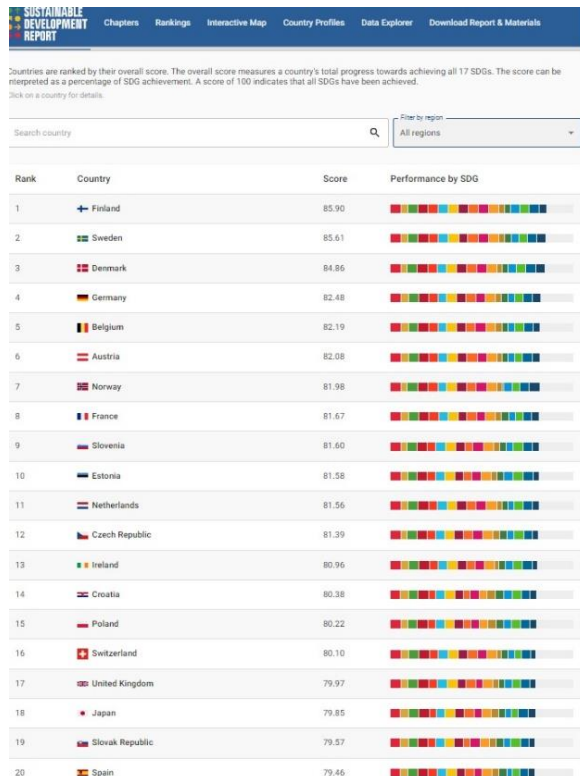 SUSTAINABLE
DEVELOPMENT
REPORT
Chapters Rankings Interactive Map Country Profiles Data Explorer Download Report & Materials
Countries are ranked by their overall score. The overall score measures a country's total progress towards achieving all 17 SDGs. The score can be
interpreted as a percentage of SDG achievement. A score of 100 indicates that all SDGs have been achieved.
Click on a country for details.
Filter by region
Search country All regions
Rank Country Score Performance by SDG
1 Finland 85.90
2 Sweden 85.61
3 Denmark 84.86
4 Germany 82.48
5 Belgium 82.19
6 Austria 82.08
7 Norway 81.98
8 France 81.67
9 Slovenia 81.60
10 Estonia 81.58
11 Netherlands 81.56
12 Czech Republic 81.39
13 Ireland 80.96
14 Croatia 80.38
15 Poland 80.22
16 Switzerland 80.10
17 United Kingdom 79.97
18 Japan 79.85
19 Slovak Republic 79.57
20 Spain 79.46